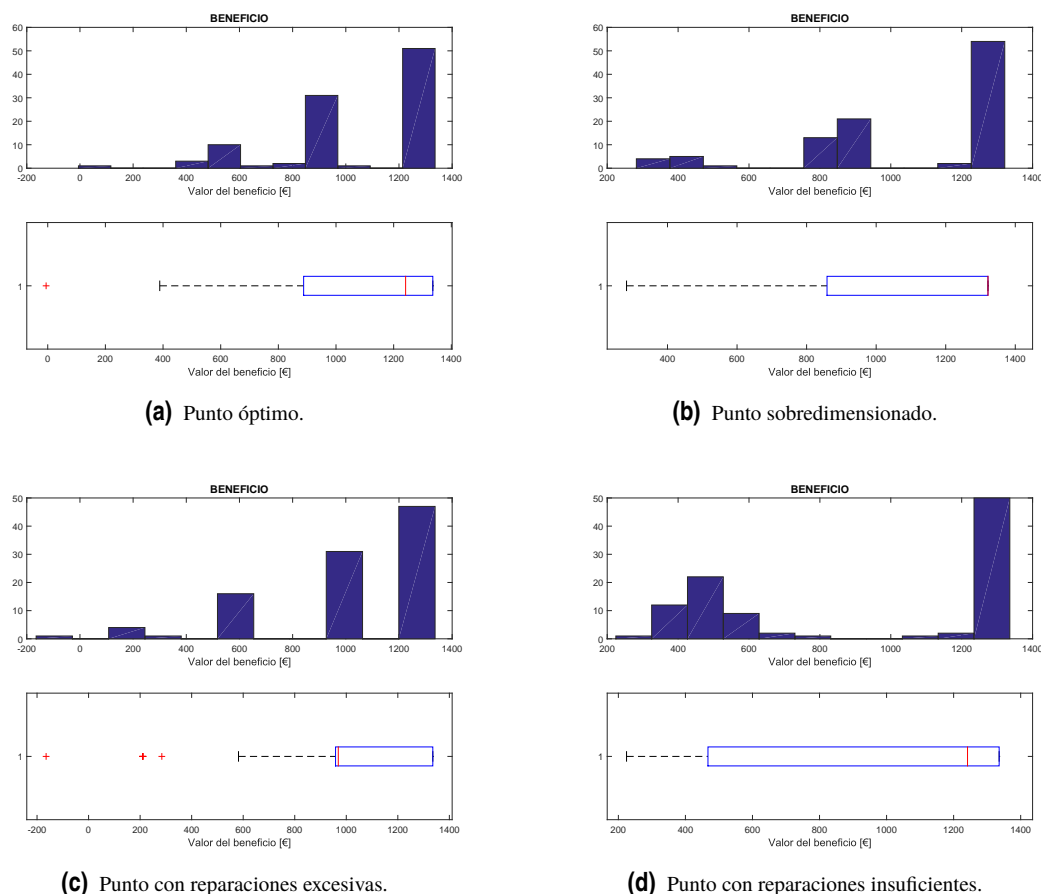 BENEFICIO
60
50
40
30
20
10
0
-200 0 200 400 600 800 1000 1200 1400
Valor del beneficio [€]
1
0 200 400 600 800 1000 1200 1400
Valor del beneficio [€]
(a) Punto óptimo.
BENEFICIO
60
50
40
30
20
10
0
200 400 600 800 1000 1200 1400
Valor del beneficio [€]
1
400 600 800 1000 1200 1400
Valor del beneficio [€]
(b) Punto sobredimensionado.
BENEFICIO
50
40
30
20
10
0
-200 0 200 400 600 800 1000 1200 1400
Valor del beneficio [€]
1
-200 0 200 400 600 800 1000 1200 1400
Valor del beneficio [€]
(c) Punto con reparaciones excesivas.
BENEFICIO
50
40
30
20
10
0
200 400 600 800 1000 1200 1400
Valor del beneficio [€]
1
200 400 600 800 1000 1200 1400
Valor del beneficio [€]
(d) Punto con reparaciones insuficientes.